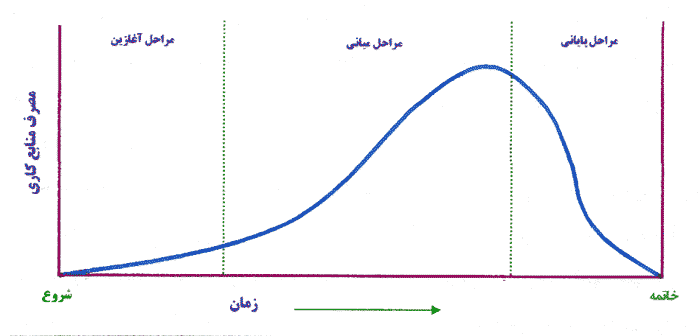 مراحل آغازین
مراحل میانی
مراحل پایانی
مصرف منابع کاری
شروع
زمان
خاتمه